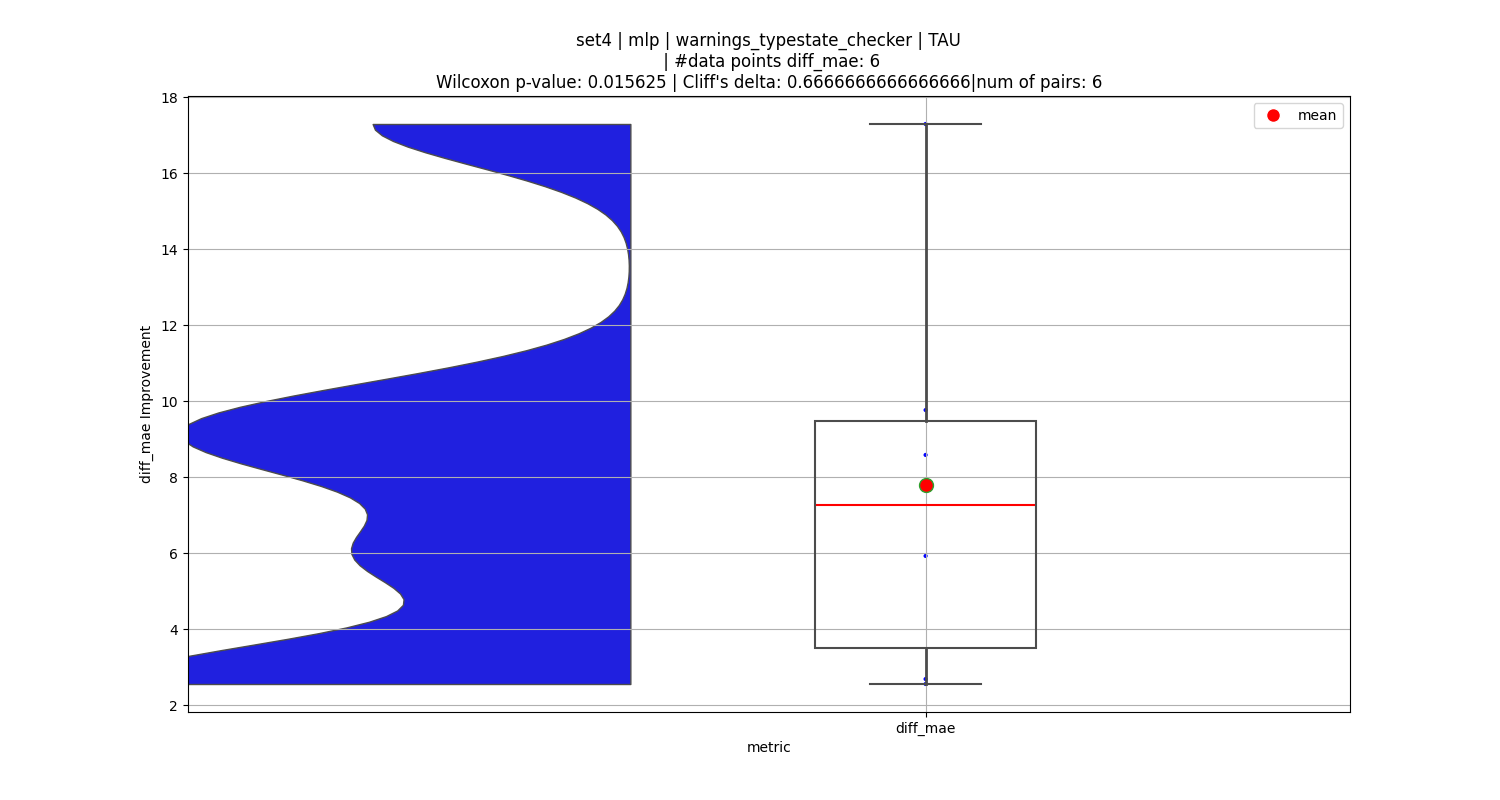 set4 | mlp | warnings_typestate_checker | TAU
| #data points diff_mae: 6
Wilcoxon p-value: 0.015625 | Cliff's delta: 0.6666666666666666|num of pairs: 6
mean
18
16
14
12
10
8
6
4
2
diff_mae Improvement
diff_mae
metric